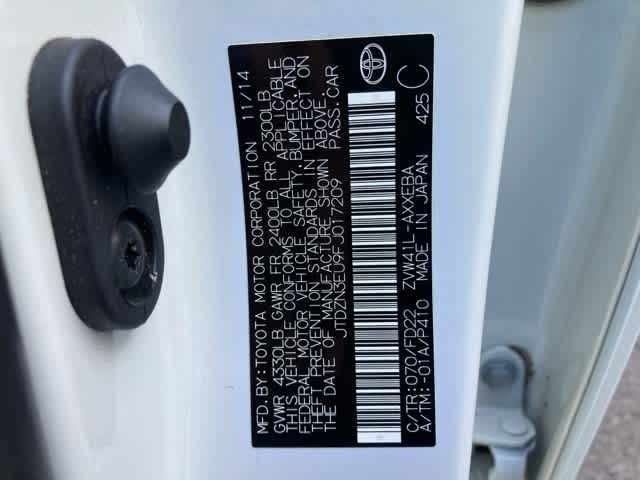 MFD. BY: TOYOTA MOTOR CORPORATION 11/14
GVWR 4330LB GAWR FR 2400LB RR 2300LB
THIS VEHICLE CONFORMS TO ALL APPLICABLE
FEDERAL MOTOR VEHICLE SAFETY, BUMPER, AND
THEFT PREVENTION STANDARDS IN EFFECT ON
THE DATE OF MANUFACTURE SHOWN ABOVE.
JTDZN3EU9FJ017209 PASS. CAR
C/TR: 070/FD22 ZVW41L-AXXEBA 425
A/TM: -01A/P410 MADE IN JAPAN
C